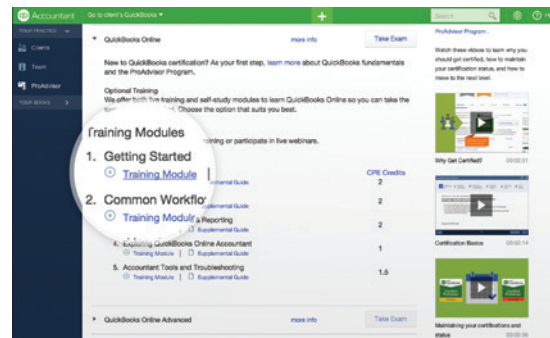 Accountant
Go to client's QuickBooks
Search
YOUR PRACTICE
Clients
Team
ProAdvisor
YOUR BOOKS
QuickBooks Online
more info
Take Exam
New to QuickBooks certification? As your first step, learn more about QuickBooks fundamentals
and the ProAdvisor Program.
Optional Training
We offer both live training and self-study modules to learn QuickBooks Online so you can take the
Choose the option that suits you best.
training or participate in live webinars.
Training Modules
1. Getting Started
Training Module
2. Common Workflo
Training Modul
CPE Credits
Supplemental Guide
2
Supplemental Guide
2
& Reporting
Supplemental Guide
2
4. Exploring QuickBooks Online Accountant
Training Module | Supplemental Guide
1
5. Accountant Tools and Troubleshooting
Training Module | Supplemental Guide
1.5
QuickBooks Online Advanced
more info
Take Exam
ProAdvisor Program.
Watch these videos to learn why you
should get certified, how to maintain
your certification status, and how to
move to the next level.
Why Get Certified?
Certification Basics
Maintaining your certifications and
status